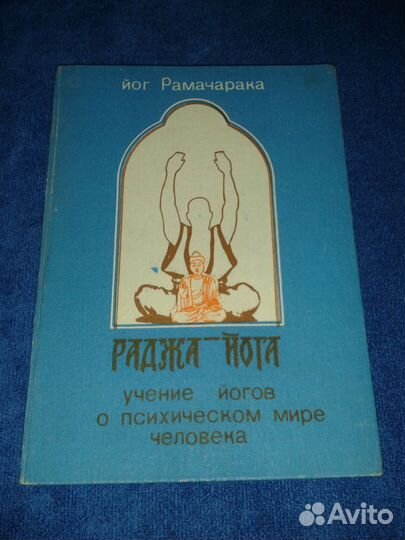 йог Рамачарака
РАДЖА-ЙОГА
учение йогов
о психическом мире
человека
Avito